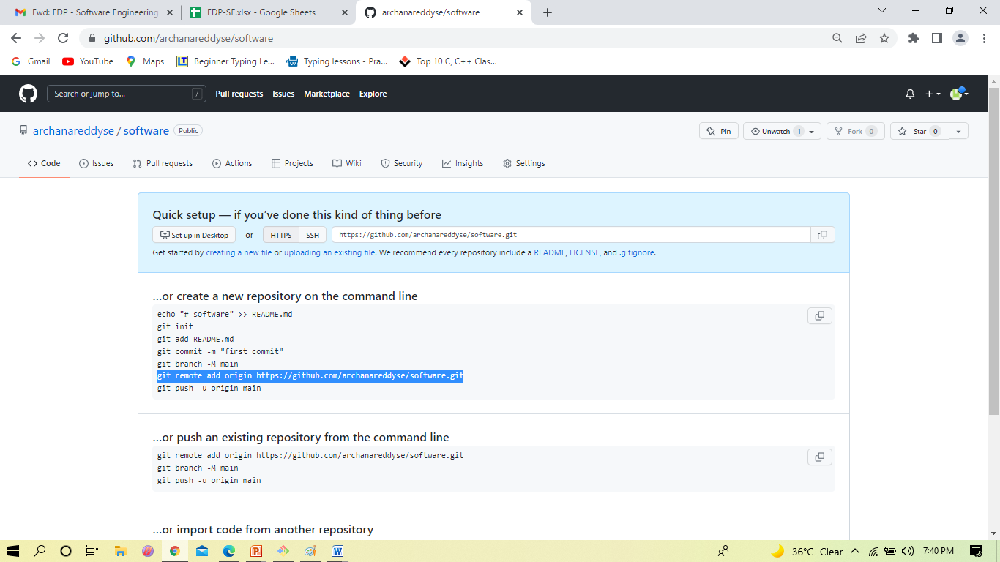 Fwd: FDP - Software Engineering
FDP-SE.xlsx - Google Sheets
archanareddyse/software
github.com/archanareddyse/software
Gmail
YouTube
Maps
Beginner Typing Le...
Typing lessons - Pra...
Top 10 C, C++ Clas...
Search or jump to...
/
Pull requests
Issues
Marketplace
Explore
archanareddyse / software
Public
Pin
Unwatch 1
Fork 0
Star 0
Code
Issues
Pull requests
Actions
Projects
Wiki
Security
Insights
Settings
Quick setup — if you've done this kind of thing before
Set up in Desktop
or
HTTPS
SSH
https://github.com/archanareddyse/software.git
Get started by creating a new file or uploading an existing file. We recommend every repository include a README, LICENSE, and .gitignore.
...or create a new repository on the command line
echo "# software" >> README.md
git init
git add README.md
git commit -m "first commit"
git branch -M main
git remote add origin https://github.com/archanareddyse/software.git
git push -u origin main
...or push an existing repository from the command line
git remote add origin https://github.com/archanareddyse/software.git
git branch -M main
git push -u origin main
...or import code from another repository
36°C Clear
7:40 PM